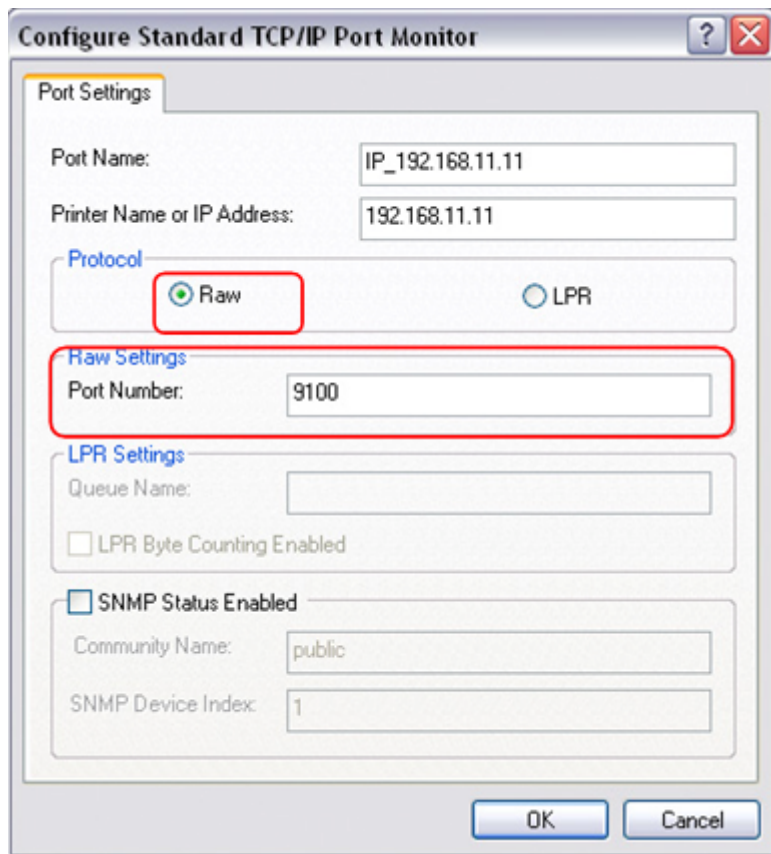 Configure Standard TCP/IP Port Monitor
Port Settings
Port Name: IP_192.168.11.11
Printer Name or IP Address: 192.168.11.11
Protocol
Raw LPR
Raw Settings
Port Number: 9100
LPR Settings
Queue Name:
LPR Byte Counting Enabled
SNMP Status Enabled
Community Name: public
SNMP Device Index: 1
OK Cancel